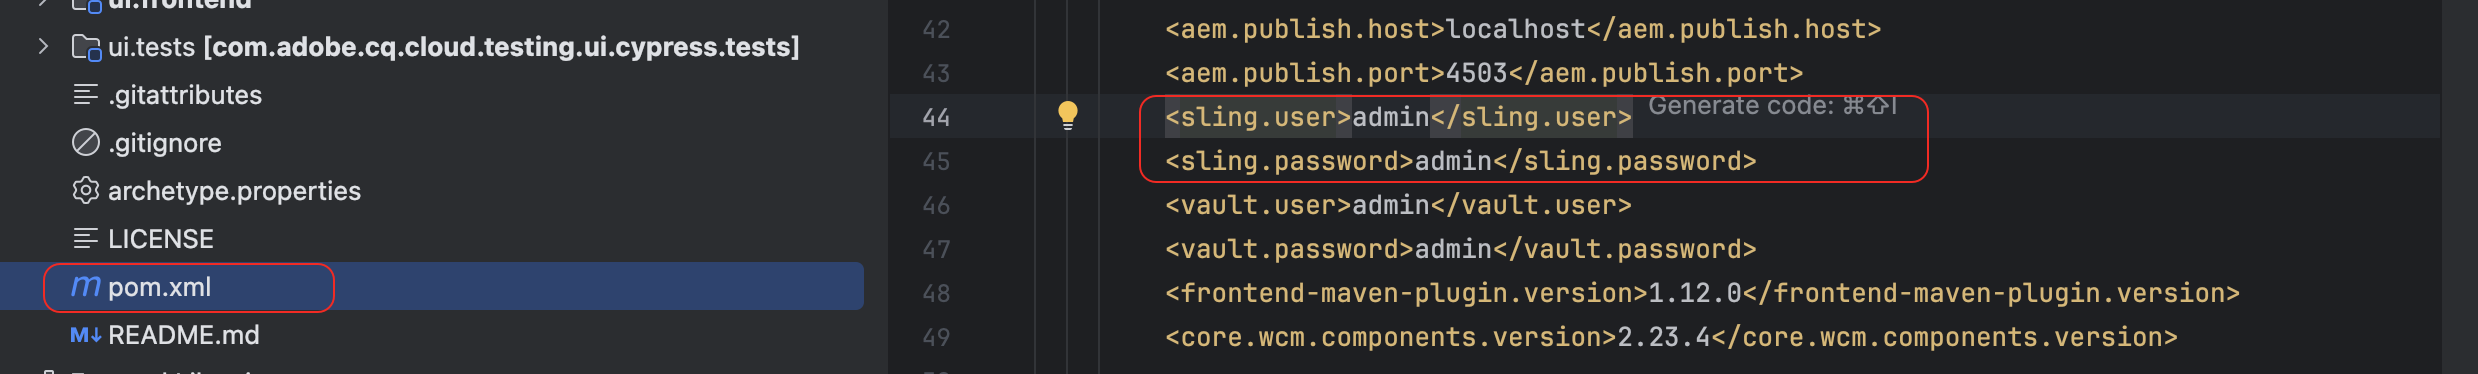 ui.frontend
ui.tests [com.adobe.cq.cloud.testing.ui.cypress.tests]
.gitattributes
.gitignore
archetype.properties
LICENSE
pom.xml
M↓ README.md
42 <aem.publish.host>localhost</aem.publish.host>
43 <aem.publish.port>4503</aem.publish.port>
44 <sling.user>admin</sling.user> Generate code: ⌘⇧I
45 <sling.password>admin</sling.password>
46 <vault.user>admin</vault.user>
47 <vault.password>admin</vault.password>
48 <frontend-maven-plugin.version>1.12.0</frontend-maven-plugin.version>
49 <core.wcm.components.version>2.23.4</core.wcm.components.version>